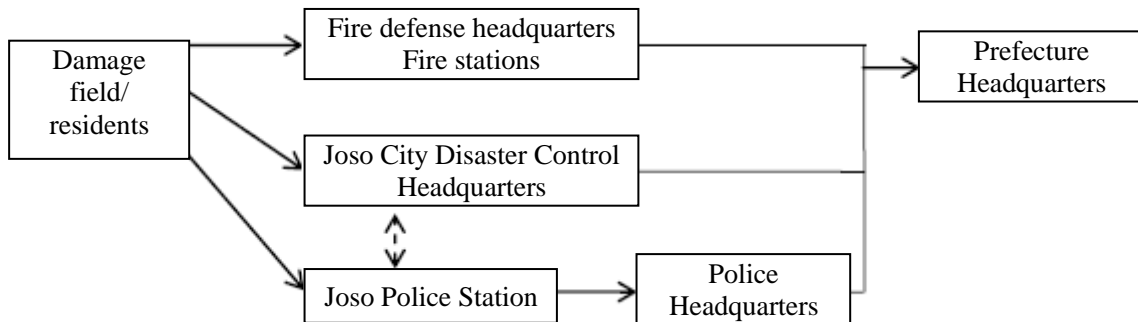 Damage
field/
residents
Fire defense headquarters
Fire stations
Prefecture
Headquarters
Joso City Disaster Control
Headquarters
Joso Police Station
Police
Headquarters